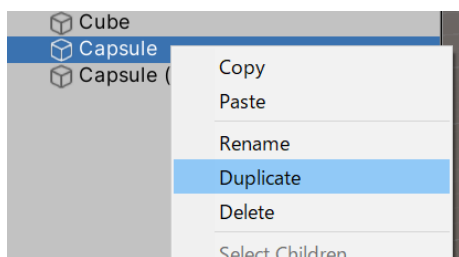 Cube
Capsule
Capsule (
Copy
Paste
Rename
Duplicate
Delete
Select Children